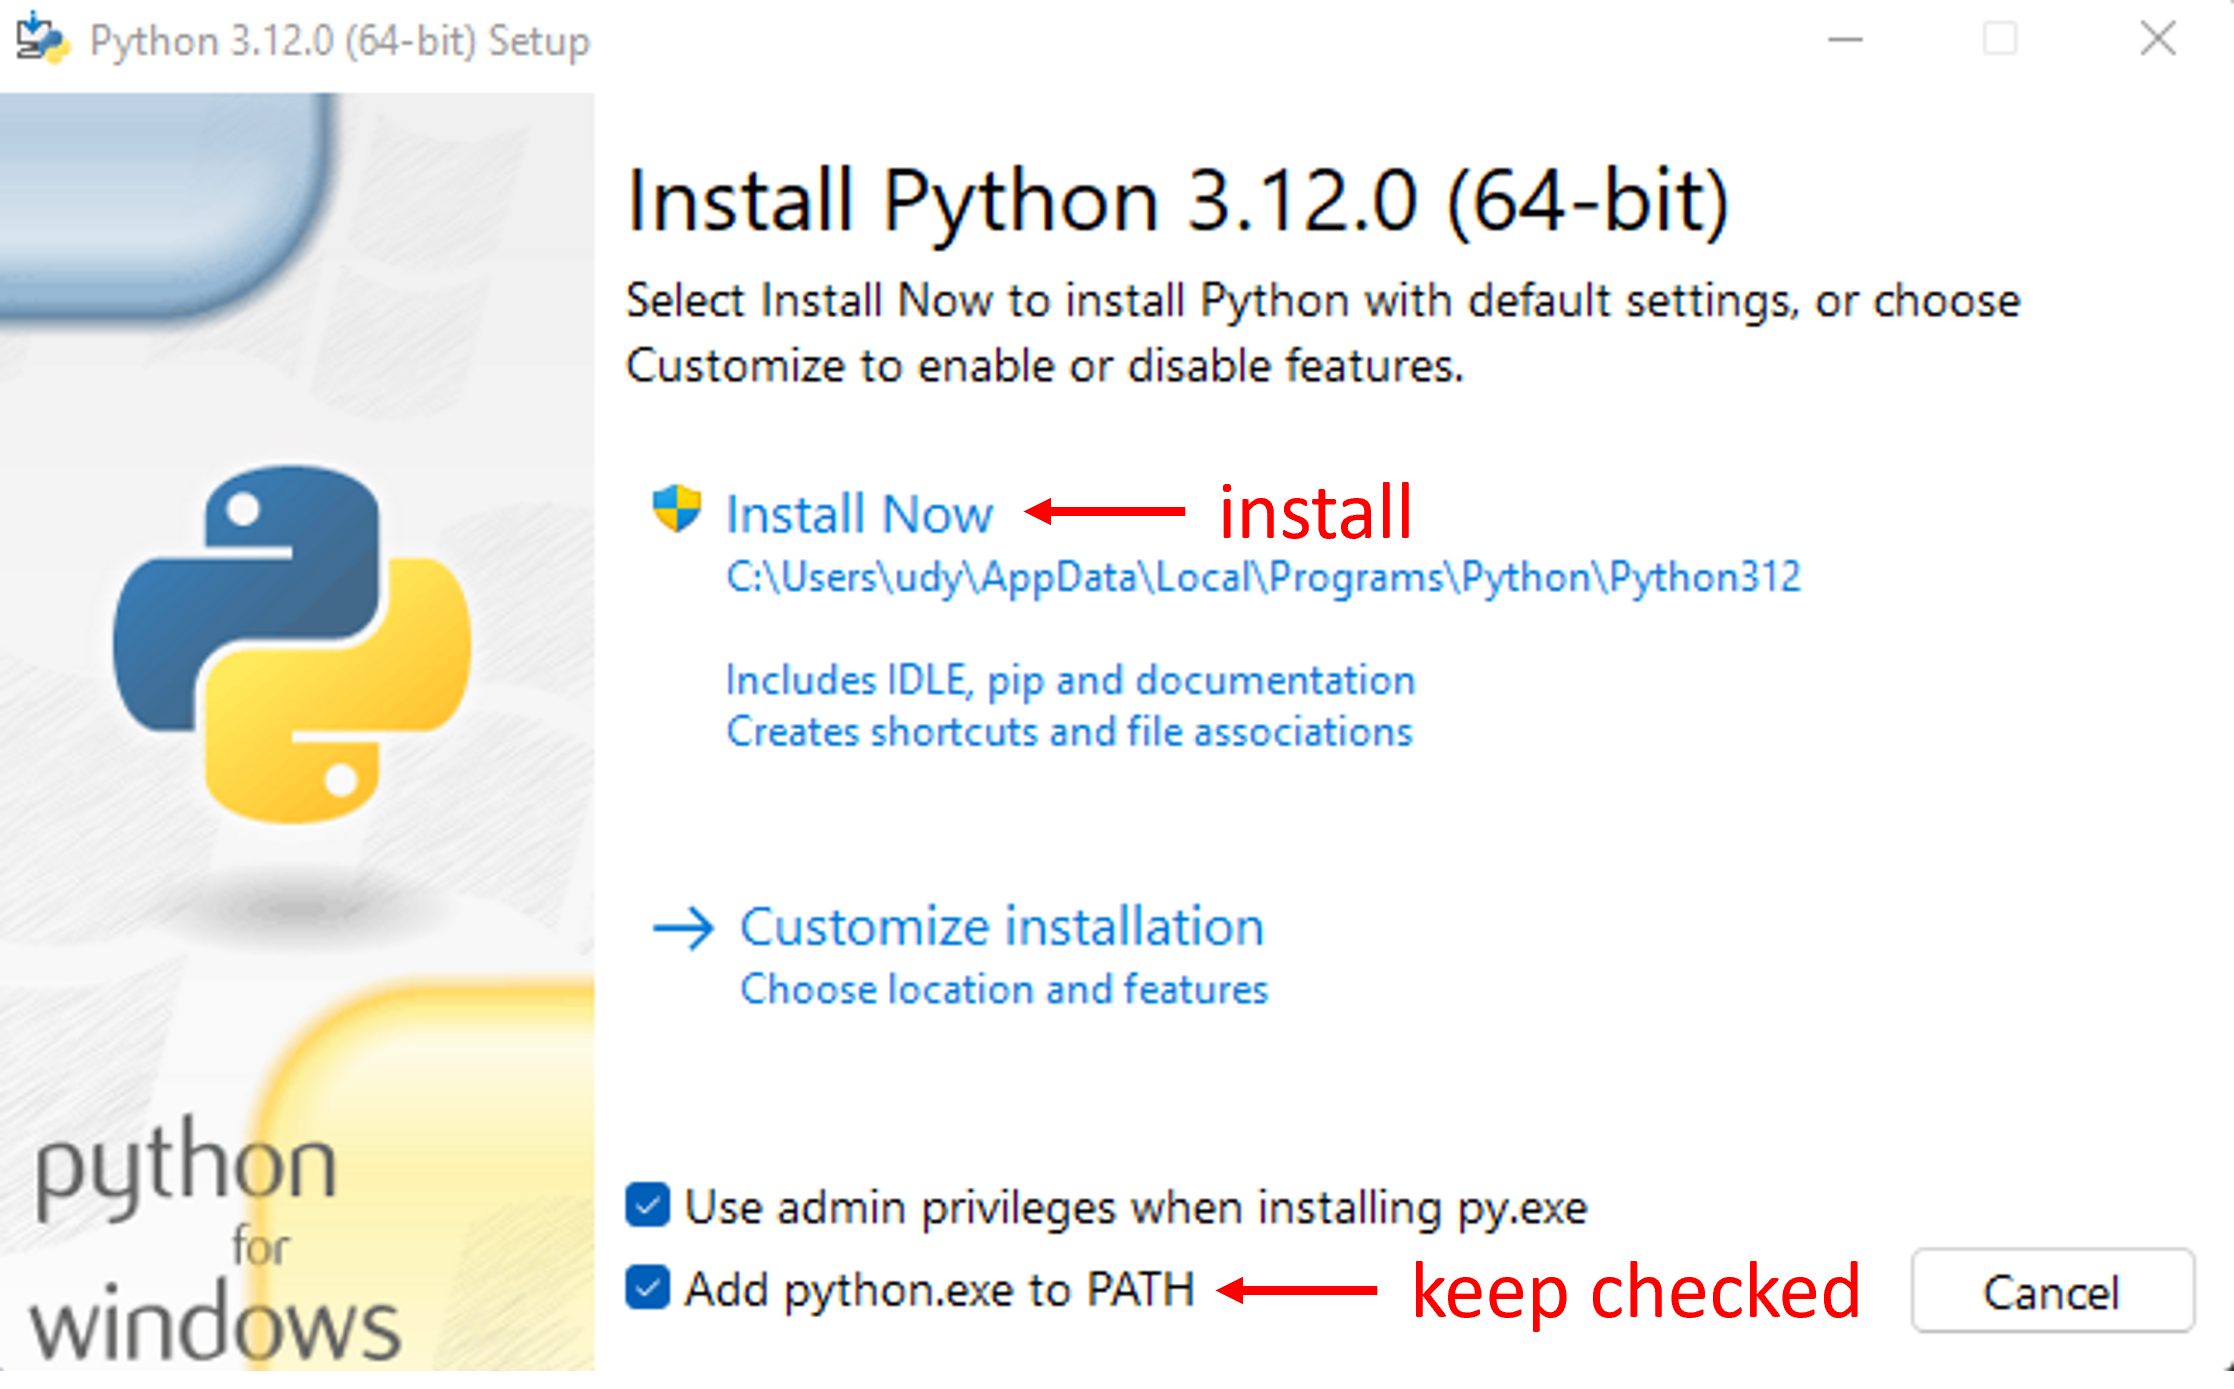 Python 3.12.0 (64-bit) Setup
Install Python 3.12.0 (64-bit)
Select Install Now to install Python with default settings, or choose
Customize to enable or disable features.
Install Now install
C:\Users\udy\AppData\Local\Programs\Python\Python312
Includes IDLE, pip and documentation
Creates shortcuts and file associations
Customize installation
Choose location and features
python
for
windows
Use admin privileges when installing py.exe
Add python.exe to PATH keep checked
Cancel